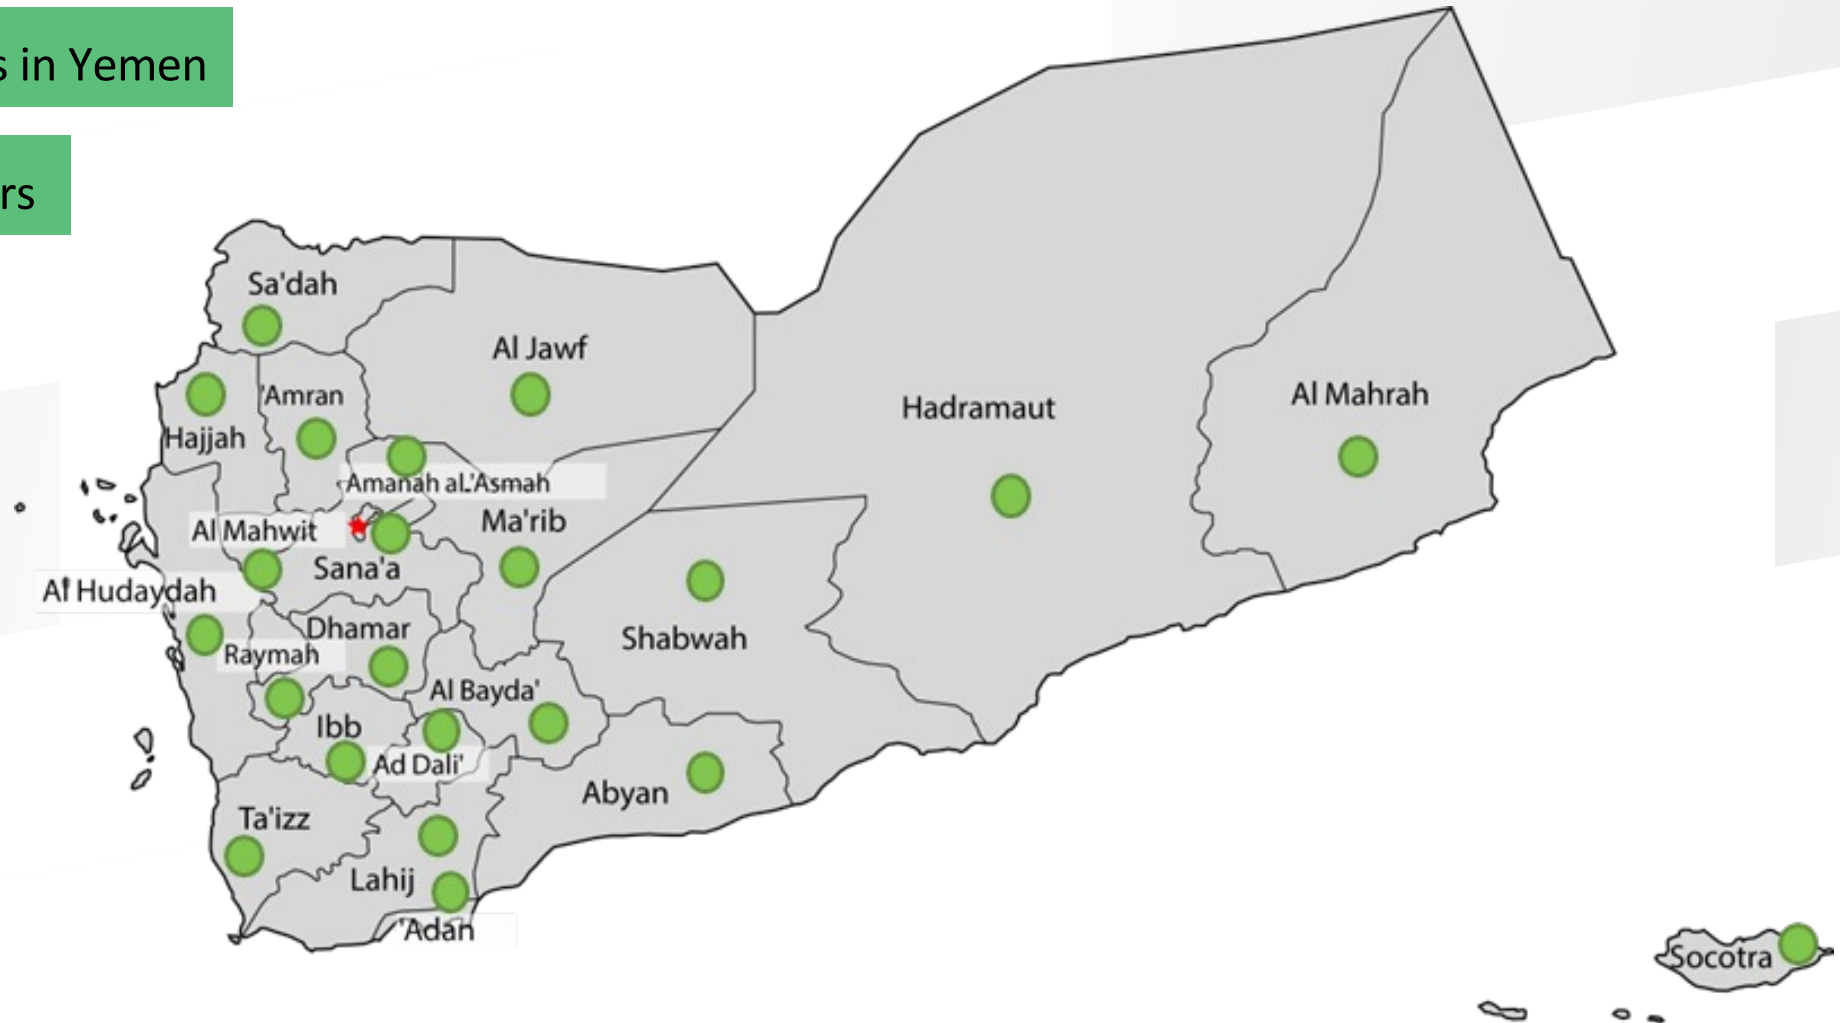 s in Yemen
rs
Sa'dah
Al Jawf
'Amran
Al Mahrah
Hadramaut
Hajjah
Amanah al.'Asmah
Ma'rib
Al Mahwit
Sana'a
Al Hudaydah
Dhamar
Shabwah
Raymah
Al Bayda'
Ibb
Ad Dali'
Abyan
Ta'izz
Lahij
'Adan
Socotra